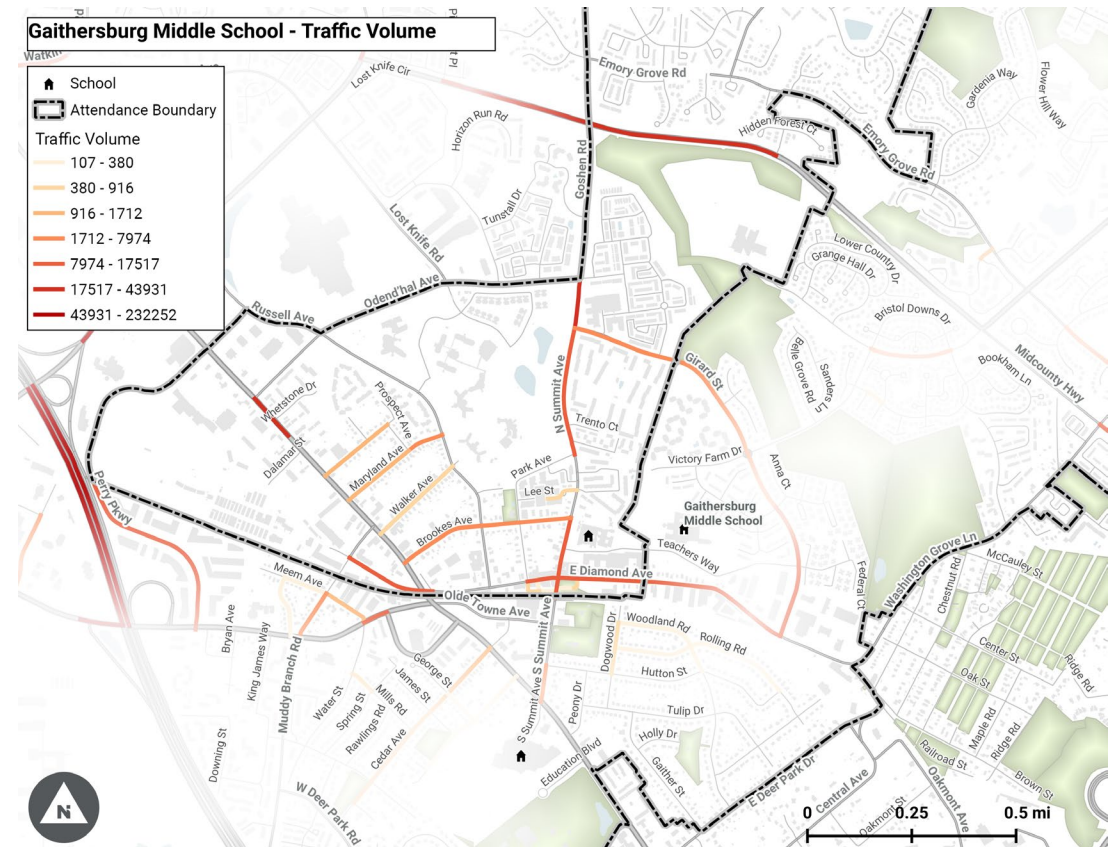 Gaithersburg Middle School - Traffic Volume
School
Attendance Boundary
Traffic Volume
107 - 380
380 - 916
916 - 1712
1712 - 7974
7974 - 17517
17517 - 43931
43931 - 232252
Lost Knife Cir
Emory Grove Rd
Gardenia Way
Flower Hill Way
Horizon Run Rd
Hidden Forest Ct
Emory Grove Rd
Goshen Rd
Tunstall Dr
Lost Knife Rd
Lower Country Dr
Grange Hall Dr
Odend'hal Ave
Russell Ave
Bristol Downs Dr
Midcounty Hwy
Bookham Ln
Girard St
Belle Grove Rd
Sanders Ln
Whetstone Dr
Prospect Ave
N Summit Ave
Trento Ct
Dalamar St
Maryland Ave
Victory Farm Dr
Anna Ct
Park Ave
Walker Ave
Lee St
Perry Pkwy
Gaithersburg
Middle School
Brookes Ave
Teachers Way
Washington Grove Ln
McCauley St
E Diamond Ave
Meem Ave
Federal Ct
Chestnut Rd
Olde Towne Ave
Bryan Ave
King James Way
Muddy Branch Rd
S Summit Ave
Dogwood Dr
Woodland Rd
Rolling Rd
Center St
George St
James St
Hutton St
Oak St
Ridge Rd
Water St
Spring St
Mills Rd
Rawlings Rd
Cedar Ave
S Summit Ave
Peony Dr
Tulip Dr
Maple Rd
Ridge Rd
Downing St
Holly Dr
Gaither St
Education Blvd
Railroad St
Brown St
W Deer Park Rd
E Deer Park Dr
Central Ave
Oakmont St
Oakmont Ave
N
0 0.25 0.5 mi